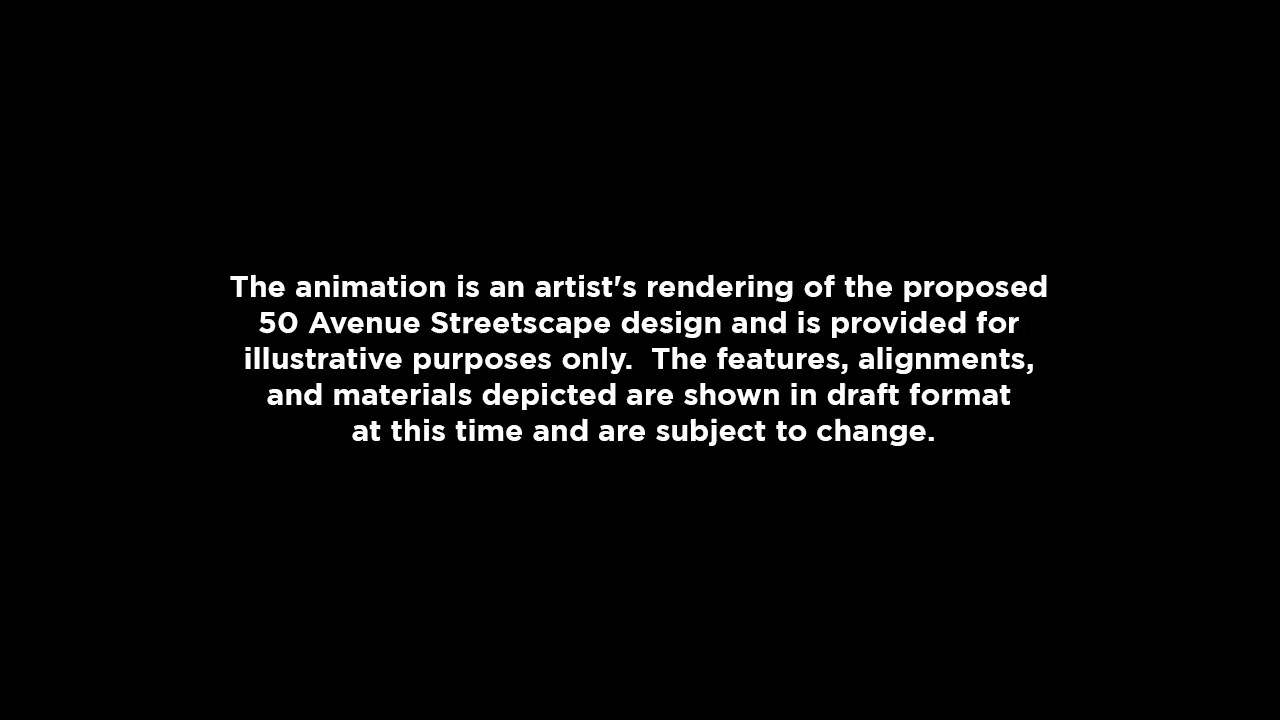 The animation is an artist's rendering of the proposed
50 Avenue Streetscape design and is provided for
illustrative purposes only.  The features, alignments,
and materials depicted are shown in draft format
at this time and are subject to change.